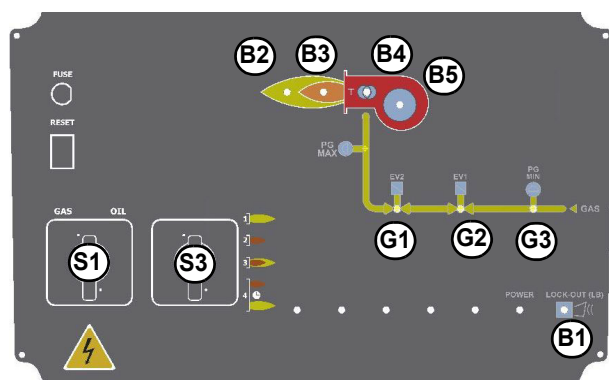 B2 B3 B4
B5
FUSE
T
RESET
PG
MAX
EV2 EV1 PG
MIN
GAS
GAS OIL
G1 G2 G3
1
S1 S3 2
3
4
POWER LOCK-OUT (LB)
B1